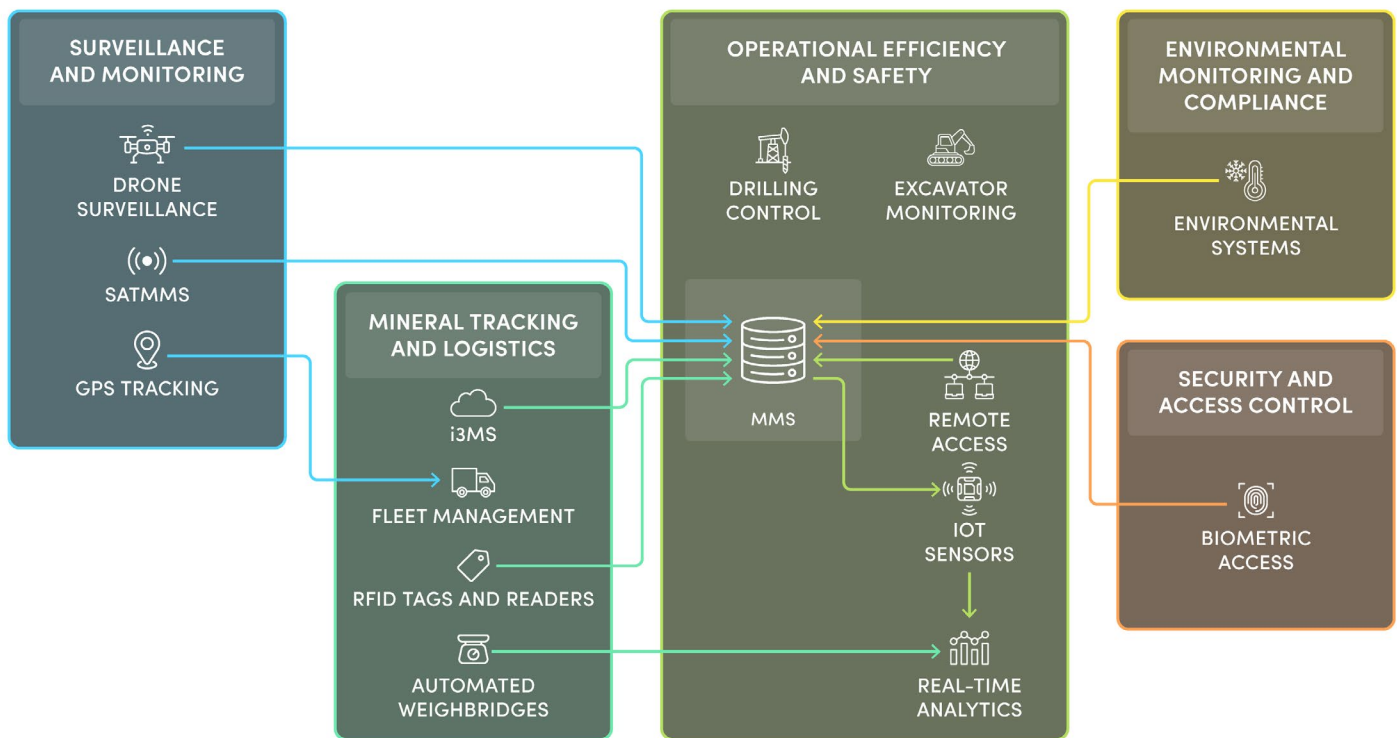 SURVEILLANCE
AND MONITORING
DRONE
SURVEILLANCE
SATMMS
GPS TRACKING
MINERAL TRACKING
AND LOGISTICS
i3MS
FLEET MANAGEMENT
RFID TAGS AND READERS
AUTOMATED
WEIGHBRIDGES
OPERATIONAL EFFICIENCY
AND SAFETY
DRILLING
CONTROL
EXCAVATOR
MONITORING
MMS
REMOTE
ACCESS
IOT
SENSORS
REAL-TIME
ANALYTICS
ENVIRONMENTAL
MONITORING AND
COMPLIANCE
ENVIRONMENTAL
SYSTEMS
SECURITY AND
ACCESS CONTROL
BIOMETRIC
ACCESS